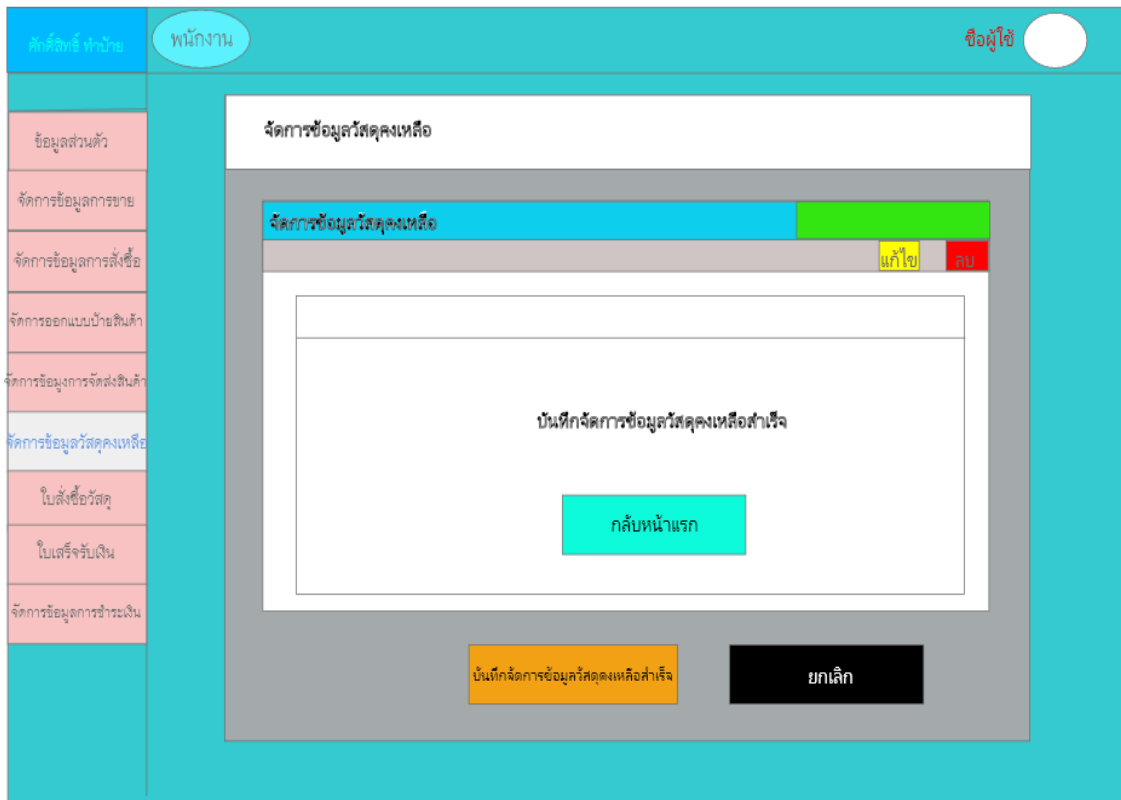 ศักดิ์สิทธิ์ ทำป้าย
พนักงาน
ชื่อผู้ใช้
ข้อมูลส่วนตัว
จัดการข้อมูลการขาย
จัดการข้อมูลการสั่งซื้อ
จัดการออกแบบป้ายสินค้า
จัดการข้อมูงการจัดส่งสินค้า
จัดการข้อมูลวัสดุคงเหลือ
ใบสั่งซื้อวัสดุ
ใบเสร็จรับเงิน
จัดการข้อมูลการชำระเงิน
จัดการข้อมูลวัสดุคงเหลือ
จัดการข้อมูลวัสดุคงเหลือ
แก้ไข
ลบ
บันทึกจัดการข้อมูลวัสดุคงเหลือสำเร็จ
กลับหน้าแรก
บันทึกจัดการข้อมูลวัสดุคงเหลือสำเร็จ
ยกเลิก